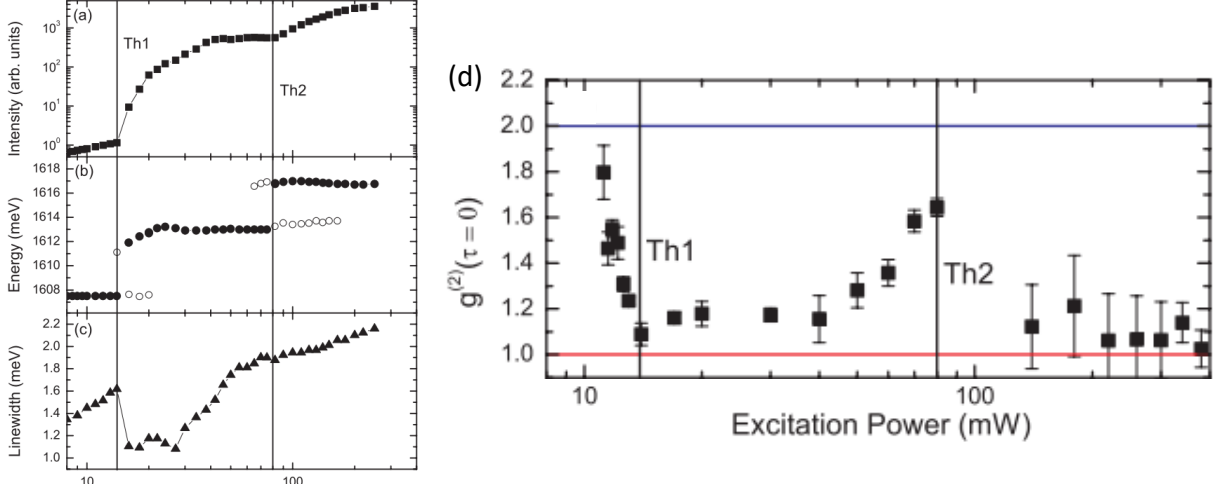 (a)
10³
10²
10¹
10⁰
Intensity (arb. units)
Th1
Th2
(b)
1618
1616
1614
1612
1610
1608
Energy (meV)
(c)
2.2
2.0
1.8
1.6
1.4
1.2
1.0
Linewidth (meV)
10
100
(d)
2.2
2.0
1.8
1.6
1.4
1.2
1.0
g⁽²⁾(τ = 0)
Th1
Th2
10
100
Excitation Power (mW)